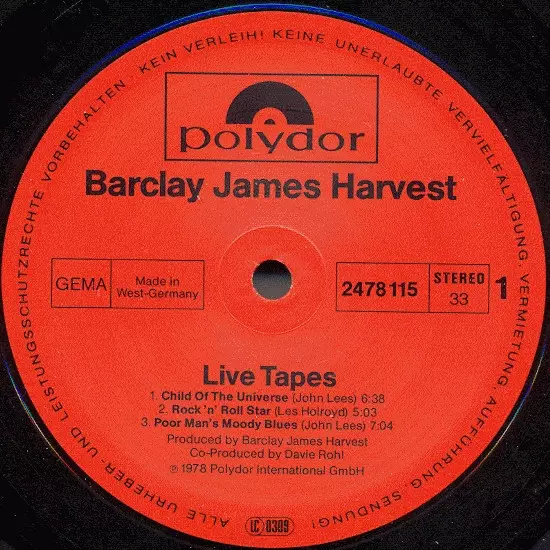 ALLE URHEBER- UND LEISTUNGSSCHUTZRECHTE VORBEHALTEN. KEIN VERLEIH! KEINE UNERLAUBTE VERVIELFÄLTIGUNG, VERMIETUNG, AUFFÜHRUNG, SENDUNG!
polydor
Barclay James Harvest
GEMA
Made in
West-Germany
2478 115
STEREO
33
1
Live Tapes
1. Child Of The Universe (John Lees) 6:38
2. Rock 'n' Roll Star (Les Holroyd) 5:03
3. Poor Man's Moody Blues (John Lees) 7:04
Produced by Barclay James Harvest
Co-Produced by Davie Rohl
℗ 1978 Polydor international GmbH
LC 0309